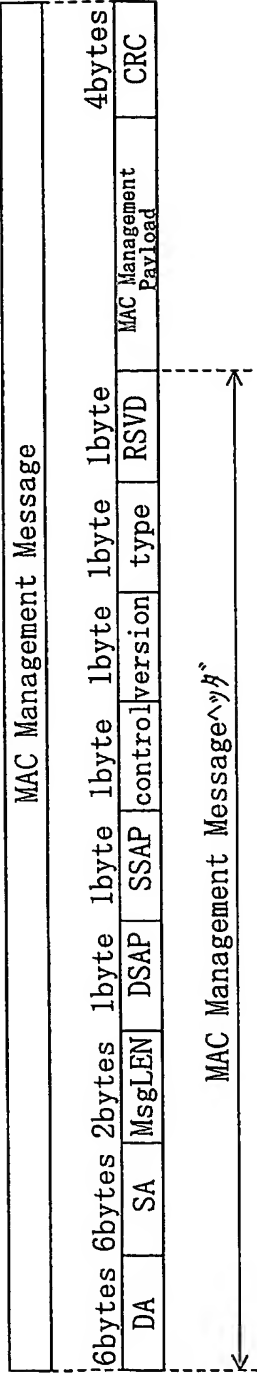 MAC Management Message
6bytes 6bytes 2bytes 1byte 1byte 1byte 1byte 1byte 1byte 4bytes
DA SA MsgLEN DSAP SSAP control version type RSVD MAC Management Payload CRC
MAC Management Messageヘッダ